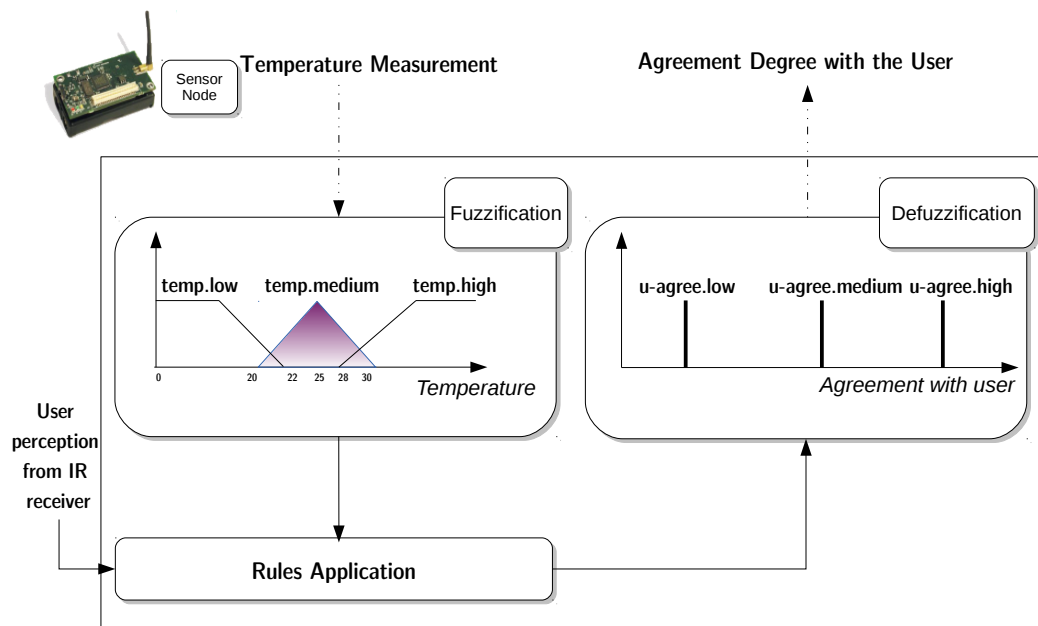 Sensor
Node
Temperature Measurement
Agreement Degree with the User
Fuzzification
Defuzzification
temp.low
temp.medium
temp.high
0
20
22
25
28
30
Temperature
u-agree.low
u-agree.medium
u-agree.high
Agreement with user
User
perception
from IR
receiver
Rules Application